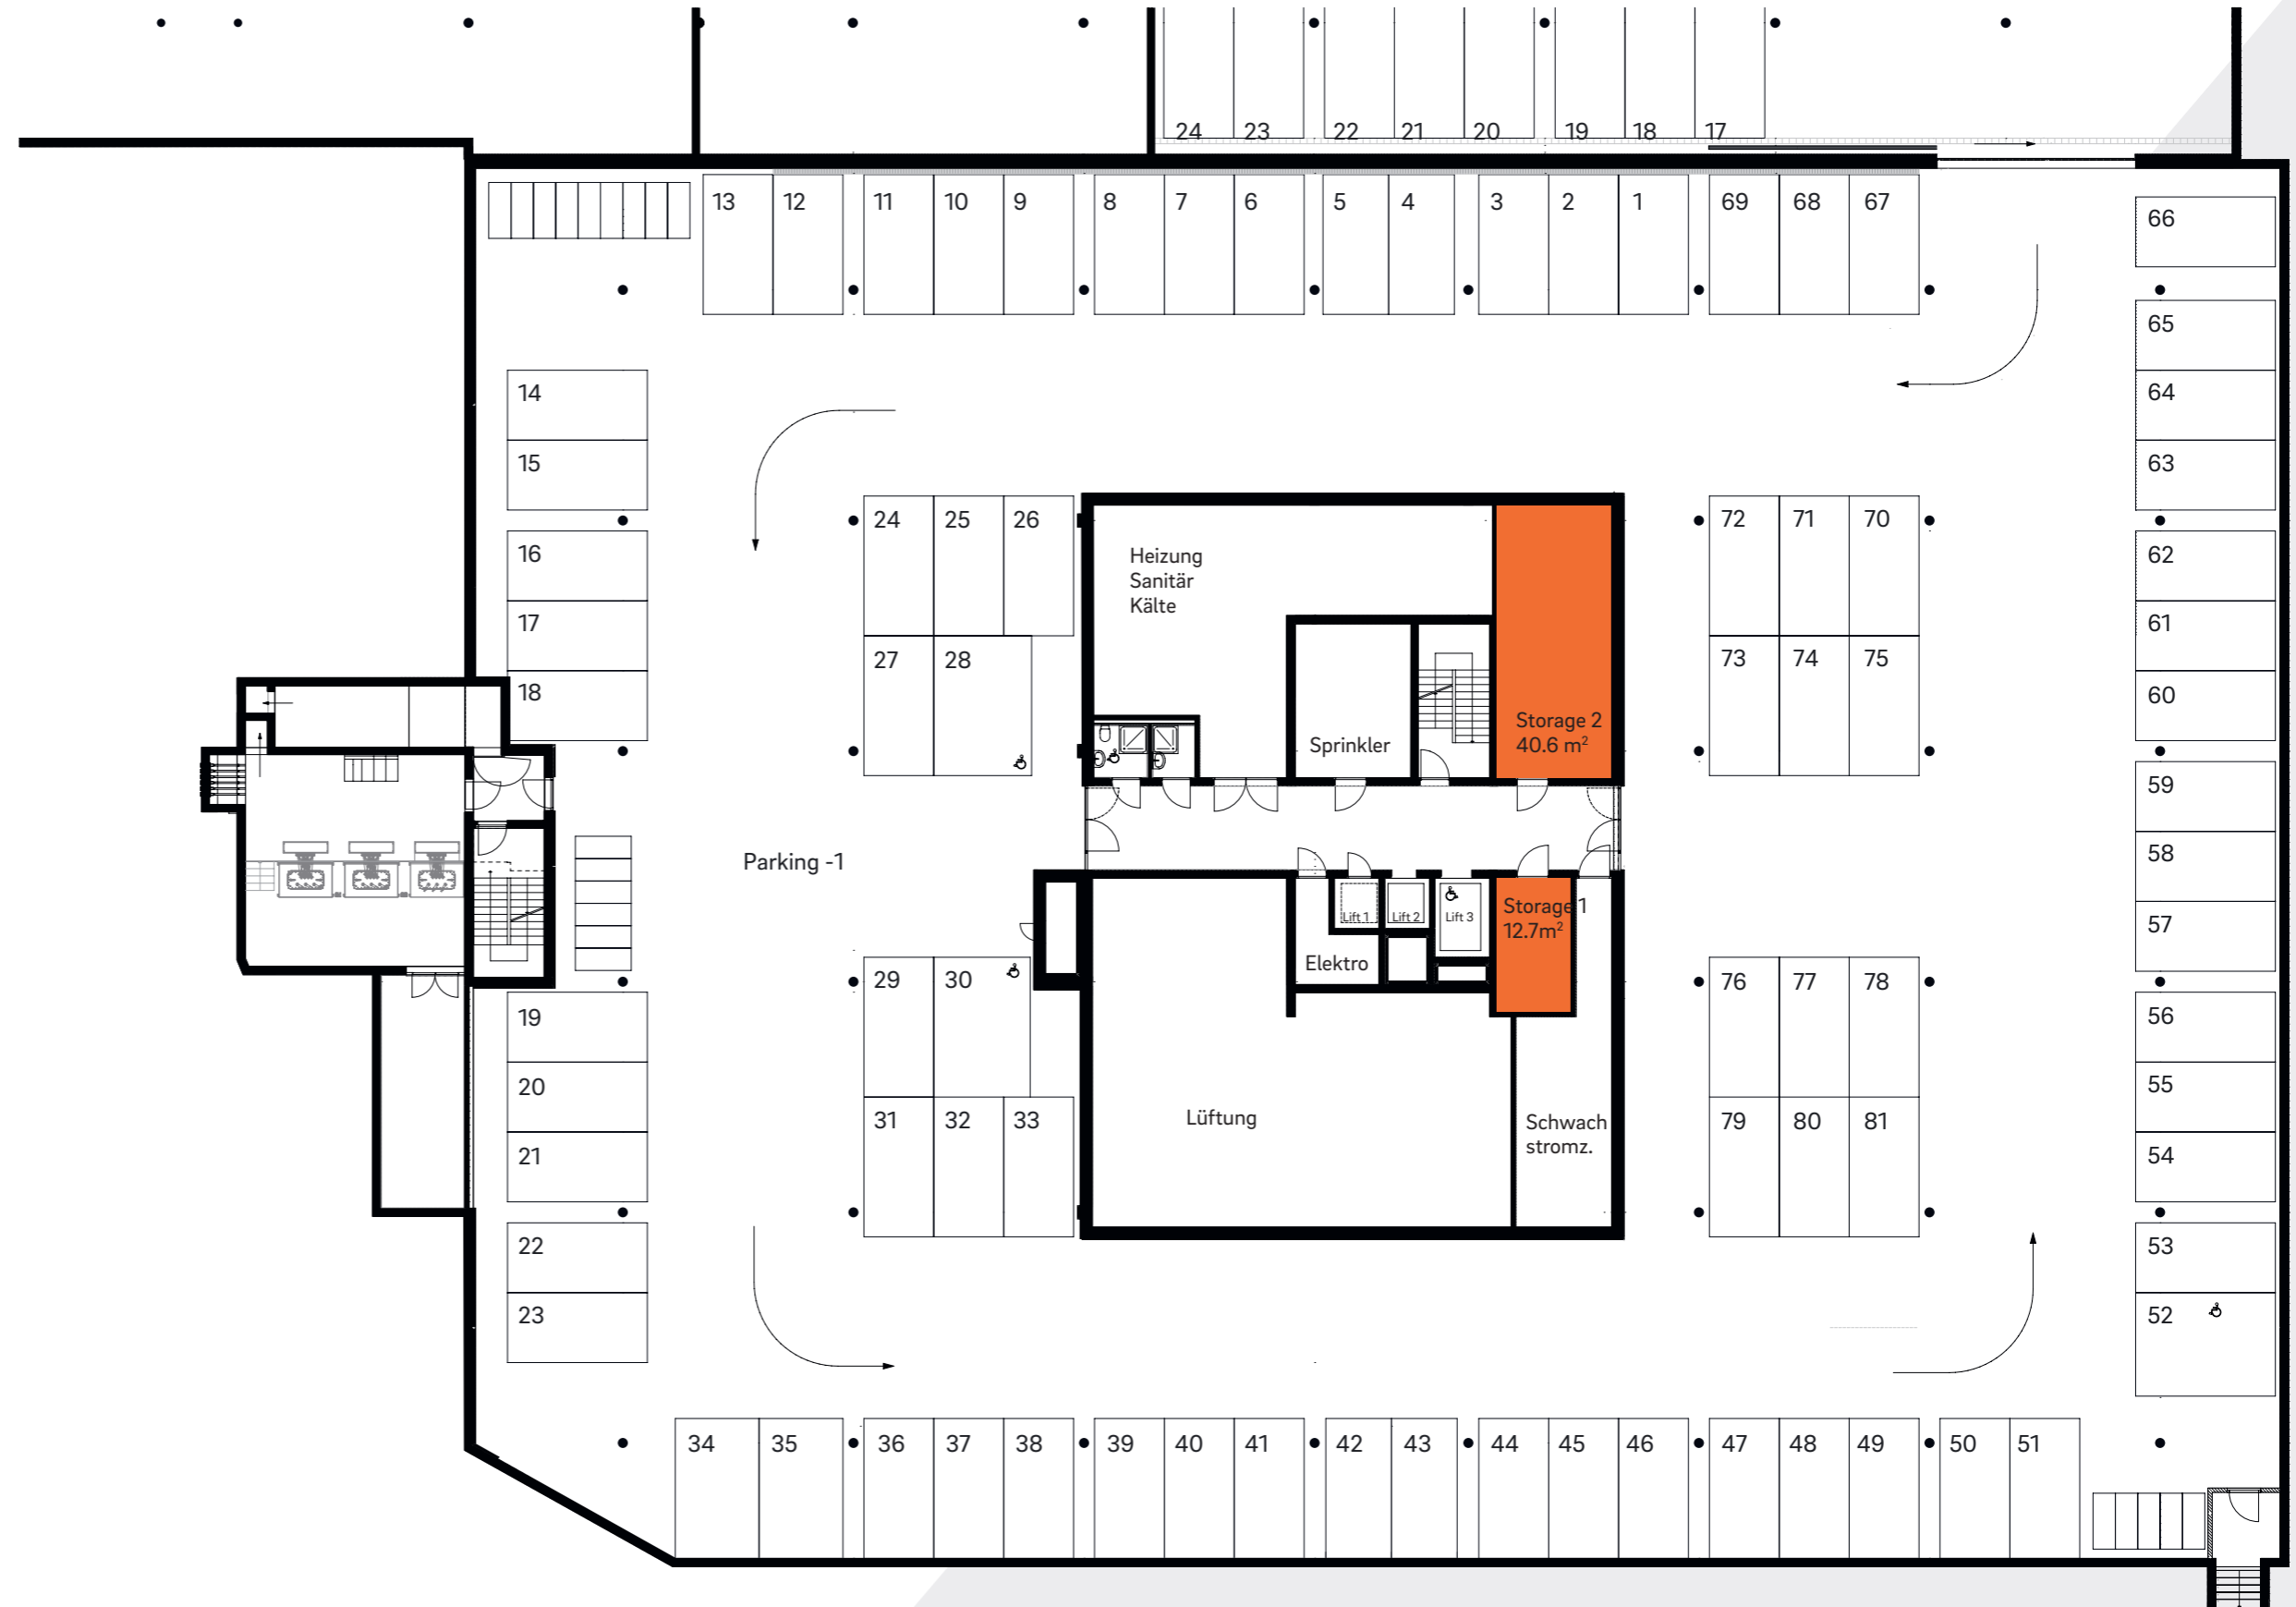 24 23 22 21 20 19 18 17
13 12 11 10 9 8 7 6 5 4 3 2 1 69 68 67
66
65
14
64
15
63
24 25 26
72 71 70
16
62
Heizung
Sanitär
Kälte
17
61
27 28
73 74 75
18
60
Storage 2
40.6 m²
Sprinkler
59
Parking -1
58
Storage 1
12.7m²
Lift 1 Lift 2 Lift 3
57
Elektro
29 30
76 77 78
19
56
20
55
31 32 33
Lüftung
Schwach
stromz.
79 80 81
21
54
22
53
23
52
34 35 36 37 38 39 40 41 42 43 44 45 46 47 48 49 50 51